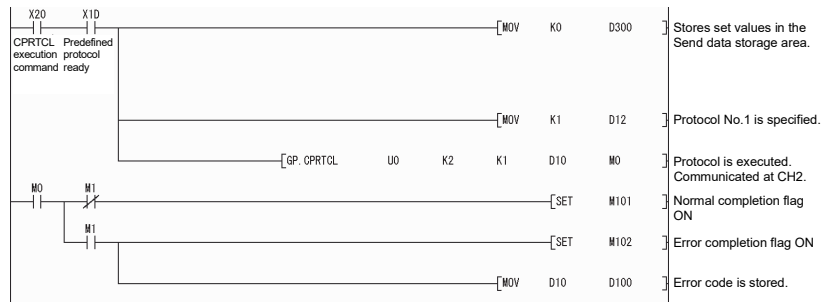 X20 X1D
[MOV K0 D300 ] Stores set values in the
Send data storage area.
CPRTCL Predefined
execution protocol
command ready
[MOV K1 D12 ] Protocol No.1 is specified.
[GP.CPRTCL U0 K2 K1 D10 M0 ] Protocol is executed.
Communicated at CH2.
M0 M1
[SET M101 ] Normal completion flag
ON
M1
[SET M102 ] Error completion flag ON
[MOV D10 D100 ] Error code is stored.